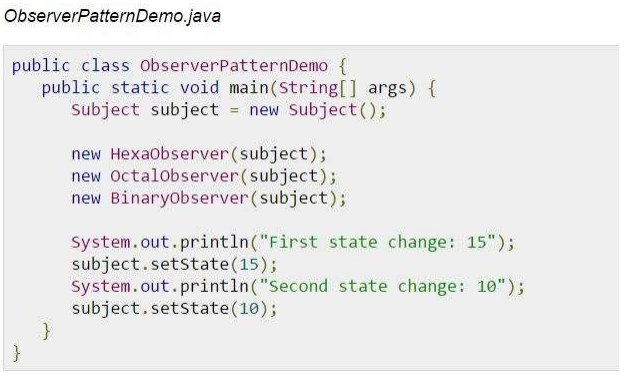 ObserverPatternDemo.java
public class ObserverPatternDemo {
   public static void main(String[] args) {
      Subject subject = new Subject();

      new HexaObserver(subject);
      new OctalObserver(subject);
      new BinaryObserver(subject);

      System.out.println("First state change: 15");
      subject.setState(15);
      System.out.println("Second state change: 10");
      subject.setState(10);
   }
}